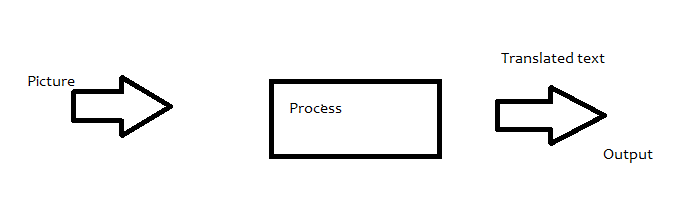 Picture
Process
Translated text
Output